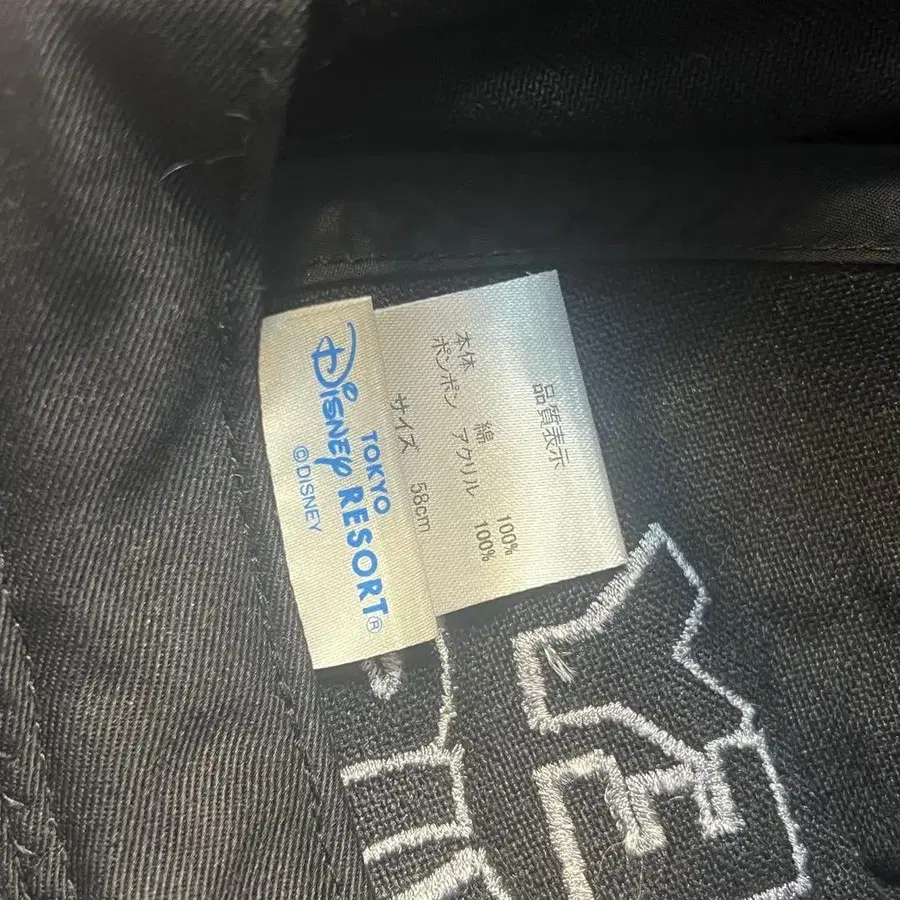 品質表示
本体 綿 100%
ポンポン アクリル 100%
サイズ 58cm
TOKYO
DISNEY RESORT®
©DISNEY